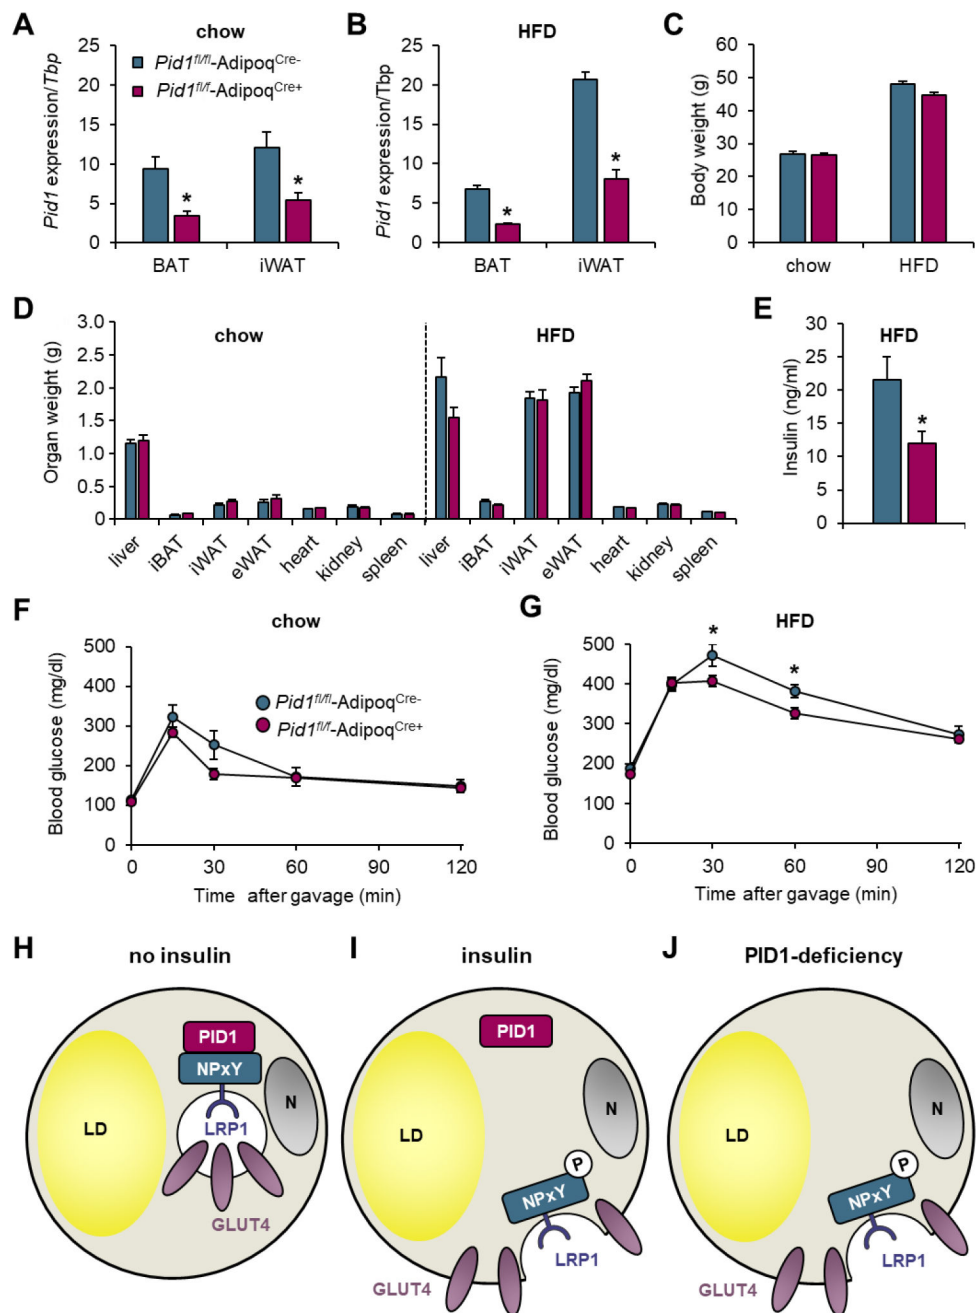 A
chow
Pid1 expression/Tbp
25
20
15
10
5
0
Pid1fl/fl-AdipoqCre-
Pid1fl/f-AdipoqCre+
*
*
BAT
iWAT
B
HFD
Pid1 expression/Tbp
25
20
15
10
5
0
*
*
BAT
iWAT
C
Body weight (g)
60
50
40
30
20
10
0
chow
HFD
D
Organ weight (g)
3.0
2.5
2.0
1.5
1.0
0.5
0
chow
HFD
liver
iBAT
iWAT
eWAT
heart
kidney
spleen
liver
iBAT
iWAT
eWAT
heart
kidney
spleen
E
HFD
Insulin (ng/ml)
30
25
20
15
10
5
0
*
F
chow
Blood glucose (mg/dl)
500
400
300
200
100
0
Pid1fl/fl-AdipoqCre-
Pid1fl/f-AdipoqCre+
0
30
60
90
120
Time after gavage (min)
G
HFD
Blood glucose (mg/dl)
500
400
300
200
100
0
*
*
0
30
60
90
120
Time after gavage (min)
H
no insulin
PID1
NPxY
N
LD
LRP1
GLUT4
I
insulin
PID1
N
LD
P
NPxY
LRP1
GLUT4
J
PID1-deficiency
N
LD
P
NPxY
LRP1
GLUT4